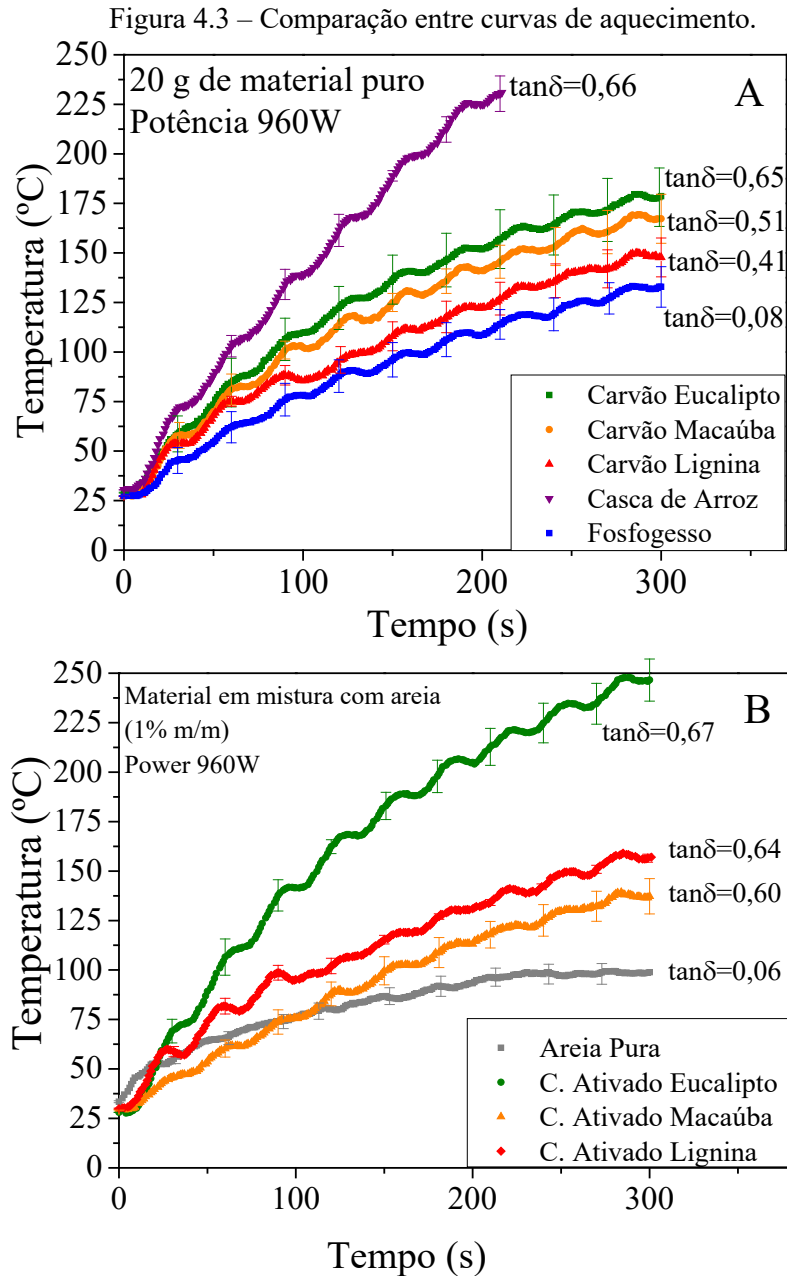 Figura 4.3 – Comparação entre curvas de aquecimento.
20 g de material puro
Potência 960W
A
tanδ=0,66
tanδ=0,65
tanδ=0,51
tanδ=0,41
tanδ=0,08
250
225
200
175
150
125
100
75
50
25
0
Temperatura (ºC)
Carvão Eucalipto
Carvão Macaúba
Carvão Lignina
Casca de Arroz
Fosfogesso
0
100
200
300
Tempo (s)
Material em mistura com areia
(1% m/m)
Power 960W
B
tanδ=0,67
tanδ=0,64
tanδ=0,60
tanδ=0,06
250
225
200
175
150
125
100
75
50
25
0
Temperatura (ºC)
Areia Pura
C. Ativado Eucalipto
C. Ativado Macaúba
C. Ativado Lignina
0
100
200
300
Tempo (s)